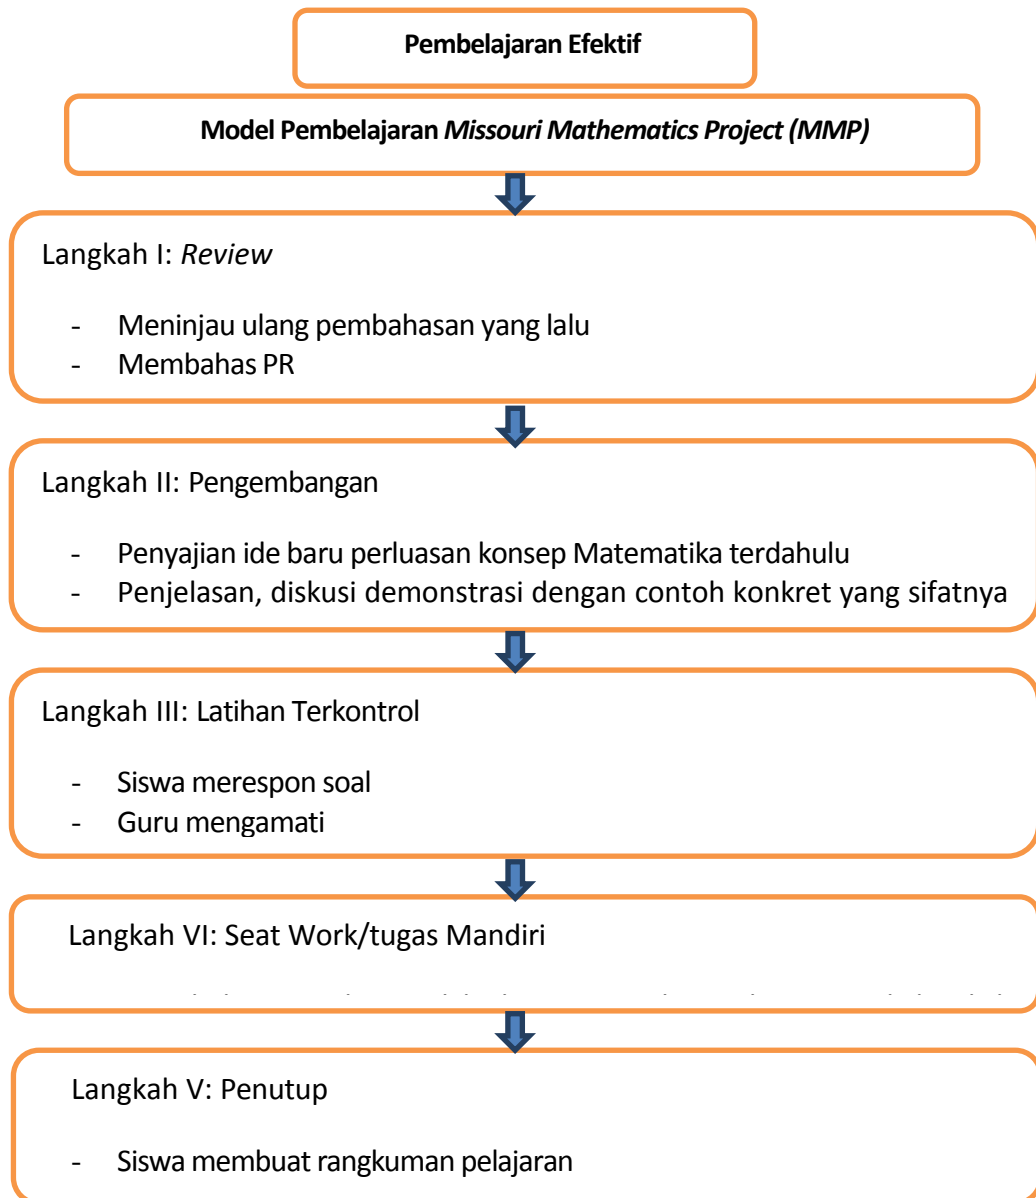 Pembelajaran Efektif
Model Pembelajaran Missouri Mathematics Project (MMP)
Langkah I: Review
- Meninjau ulang pembahasan yang lalu
- Membahas PR
Langkah II: Pengembangan
- Penyajian ide baru perluasan konsep Matematika terdahulu
- Penjelasan, diskusi demonstrasi dengan contoh konkret yang sifatnya
Langkah III: Latihan Terkontrol
- Siswa merespon soal
- Guru mengamati
Langkah VI: Seat Work/tugas Mandiri
Langkah V: Penutup
- Siswa membuat rangkuman pelajaran